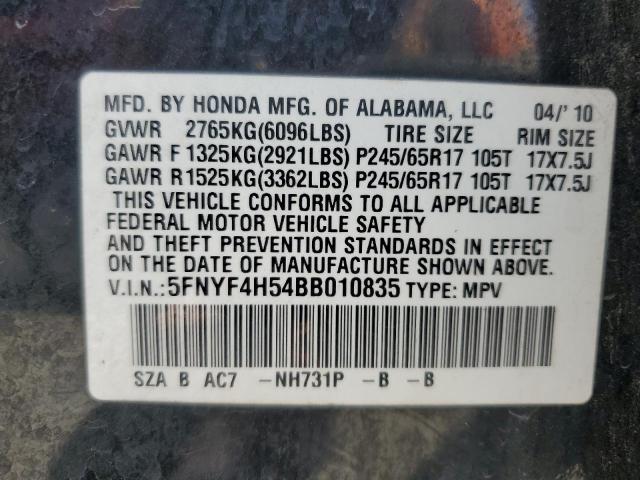 MFD. BY HONDA MFG. OF ALABAMA, LLC 04/'10
GVWR 2765KG(6096LBS) TIRE SIZE RIM SIZE
GAWR F 1325KG(2921LBS) P245/65R17 105T 17X7.5J
GAWR R 1525KG(3362LBS) P245/65R17 105T 17X7.5J
THIS VEHICLE CONFORMS TO ALL APPLICABLE
FEDERAL MOTOR VEHICLE SAFETY
AND THEFT PREVENTION STANDARDS IN EFFECT
ON THE DATE OF MANUFACTURE SHOWN ABOVE.
V.I.N.:5FNYF4H54BB010835 TYPE: MPV
SZA B AC7 -NH731P -B -B